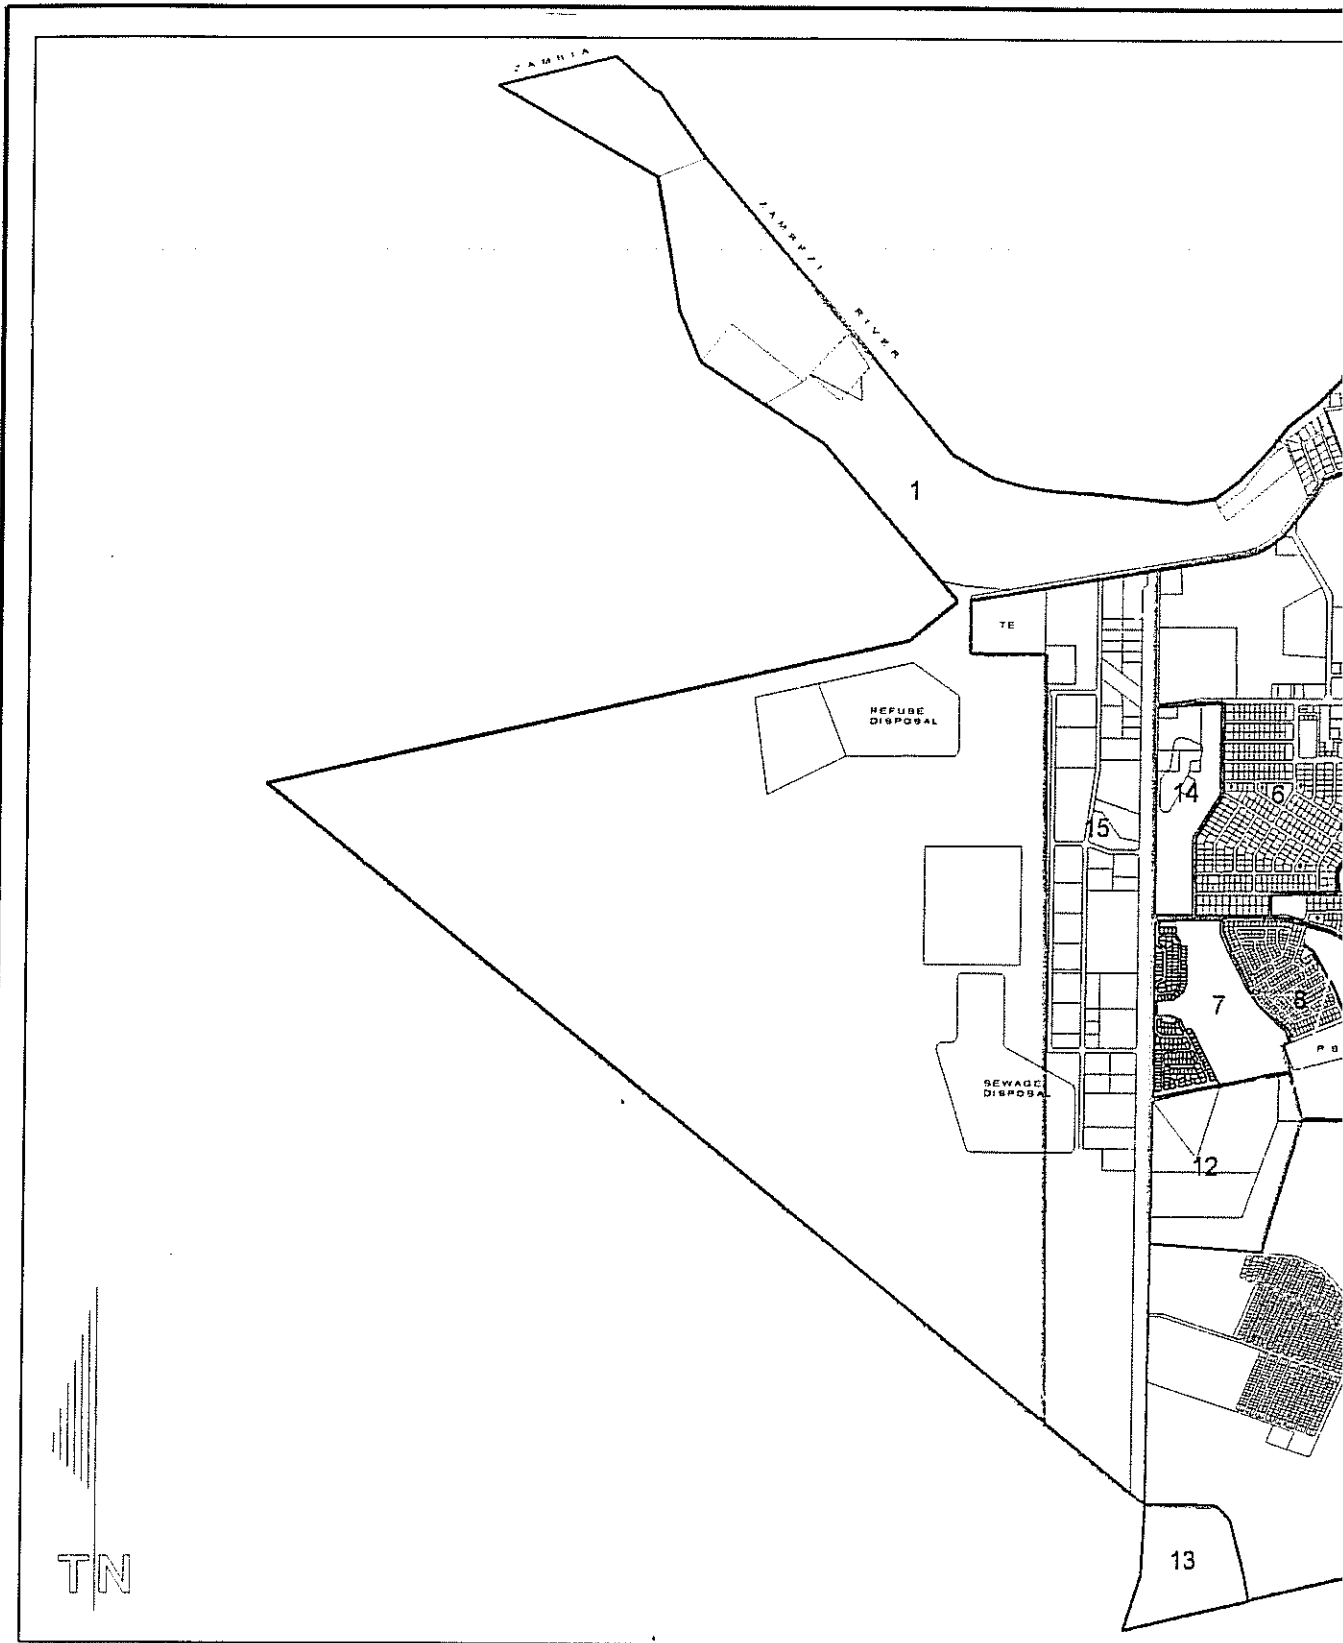 ZAMBIA
ZAMBEZI RIVER
1
TE
REFUSE
DISPOSAL
14
6
15
7
8
SEWAGE
DISPOSAL
12
13
TN